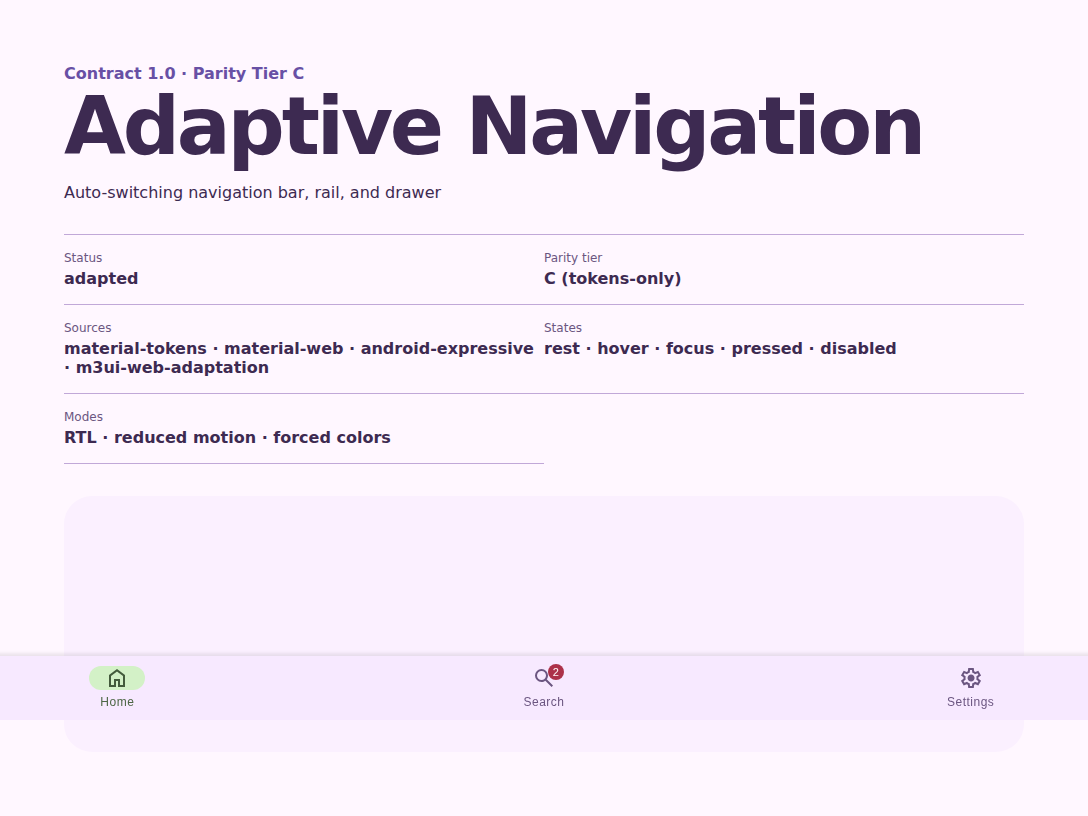 Contract 1.0 · Parity Tier C
Adaptive Navigation
Auto-switching navigation bar, rail, and drawer
Status
adapted
Parity tier
C (tokens-only)
Sources
material-tokens · material-web · android-expressive
· m3ui-web-adaptation
States
rest · hover · focus · pressed · disabled
Modes
RTL · reduced motion · forced colors
Home
2
Search
Settings